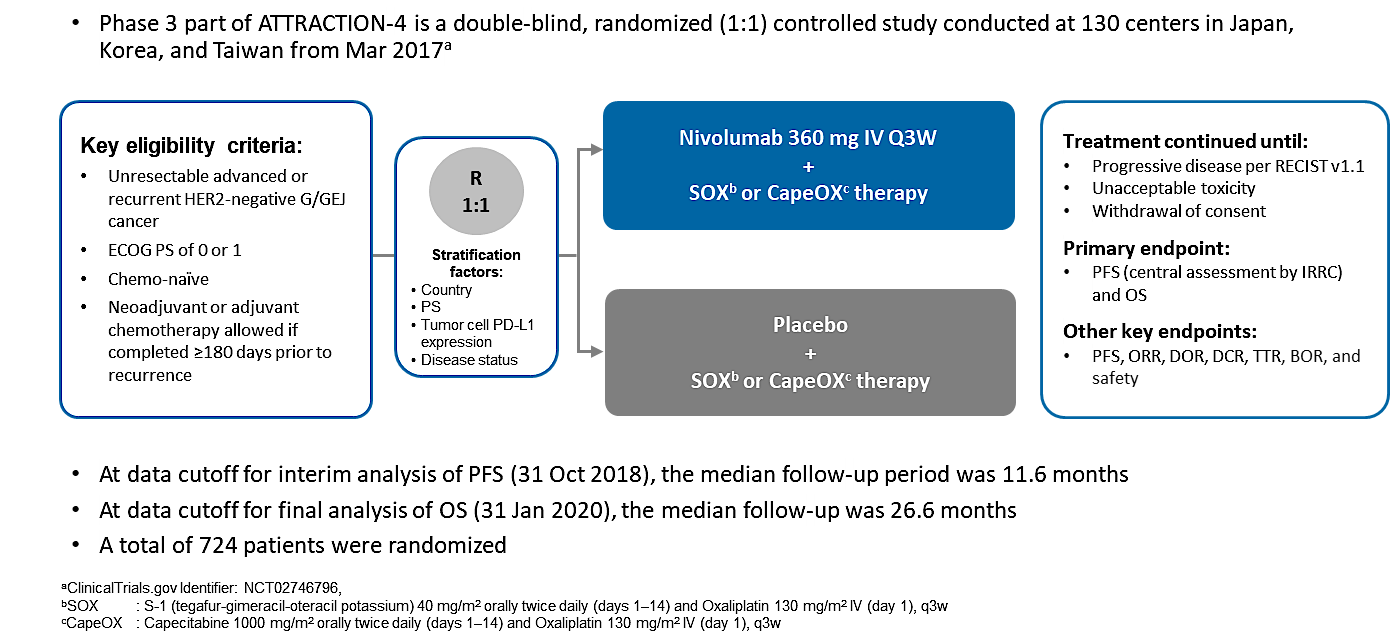 • Phase 3 part of ATTRACTION-4 is a double-blind, randomized (1:1) controlled study conducted at 130 centers in Japan,
Korea, and Taiwan from Mar 2017ᵃ
Key eligibility criteria:
• Unresectable advanced or
recurrent HER2-negative G/GEJ
cancer
• ECOG PS of 0 or 1
• Chemo-naïve
• Neoadjuvant or adjuvant
chemotherapy allowed if
completed ≥180 days prior to
recurrence
R
1:1
Stratification
factors:
• Country
• PS
• Tumor cell PD-L1
expression
• Disease status
Nivolumab 360 mg IV Q3W
+
SOXᵇ or CapeOXᶜ therapy
Placebo
+
SOXᵇ or CapeOXᶜ therapy
Treatment continued until:
• Progressive disease per RECIST v1.1
• Unacceptable toxicity
• Withdrawal of consent
Primary endpoint:
• PFS (central assessment by IRRC)
and OS
Other key endpoints:
• PFS, ORR, DOR, DCR, TTR, BOR, and
safety
• At data cutoff for interim analysis of PFS (31 Oct 2018), the median follow-up period was 11.6 months
• At data cutoff for final analysis of OS (31 Jan 2020), the median follow-up was 26.6 months
• A total of 724 patients were randomized
ᵃClinicalTrials.gov Identifier: NCT02746796,
ᵇSOX : S-1 (tegafur-gimeracil-oteracil potassium) 40 mg/m² orally twice daily (days 1–14) and Oxaliplatin 130 mg/m² IV (day 1), q3w
ᶜCapeOX : Capecitabine 1000 mg/m² orally twice daily (days 1–14) and Oxaliplatin 130 mg/m² IV (day 1), q3w